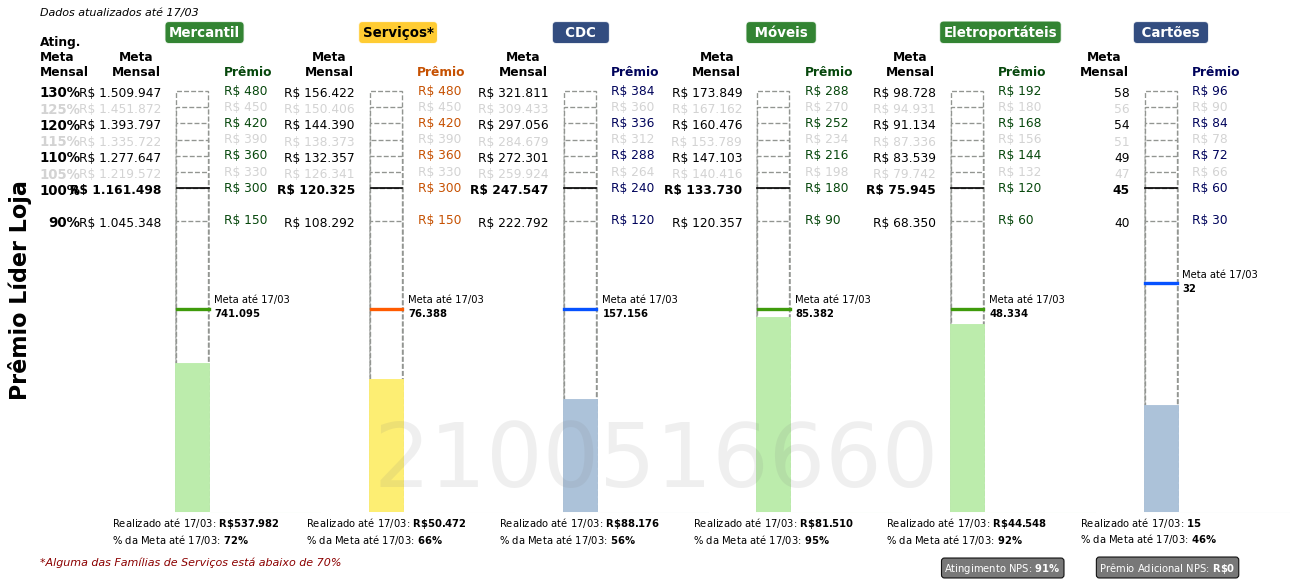 Dados atualizados até 17/03
Mercantil Serviços* CDC Móveis Eletroportáteis Cartões
Ating. Meta Mensal
Meta Mensal Prêmio Meta Mensal Prêmio Meta Mensal Prêmio Meta Mensal Prêmio Meta Mensal Prêmio Meta Mensal Prêmio
130% R$ 1.509.947 R$ 480 R$ 156.422 R$ 480 R$ 321.811 R$ 384 R$ 173.849 R$ 288 R$ 98.728 R$ 192 58 R$ 96
125% R$ 1.451.872 R$ 450 R$ 150.406 R$ 450 R$ 309.433 R$ 360 R$ 167.162 R$ 270 R$ 94.931 R$ 180 56 R$ 90
120% R$ 1.393.797 R$ 420 R$ 144.390 R$ 420 R$ 297.056 R$ 336 R$ 160.476 R$ 252 R$ 91.134 R$ 168 54 R$ 84
115% R$ 1.335.722 R$ 390 R$ 138.373 R$ 390 R$ 284.679 R$ 312 R$ 153.789 R$ 234 R$ 87.336 R$ 156 51 R$ 78
110% R$ 1.277.647 R$ 360 R$ 132.357 R$ 360 R$ 272.301 R$ 288 R$ 147.103 R$ 216 R$ 83.539 R$ 144 49 R$ 72
105% R$ 1.219.572 R$ 330 R$ 126.341 R$ 330 R$ 259.924 R$ 264 R$ 140.416 R$ 198 R$ 79.742 R$ 132 47 R$ 66
100% R$ 1.161.498 R$ 300 R$ 120.325 R$ 300 R$ 247.547 R$ 240 R$ 133.730 R$ 180 R$ 75.945 R$ 120 45 R$ 60
90% R$ 1.045.348 R$ 150 R$ 108.292 R$ 150 R$ 222.792 R$ 120 R$ 120.357 R$ 90 R$ 68.350 R$ 60 40 R$ 30
Prêmio Líder Loja
Meta até 17/03 Meta até 17/03 Meta até 17/03 Meta até 17/03 Meta até 17/03 Meta até 17/03
741.095 76.388 157.156 85.382 48.334 32
2100516660
Realizado até 17/03: R$537.982 Realizado até 17/03: R$50.472 Realizado até 17/03: R$88.176 Realizado até 17/03: R$81.510 Realizado até 17/03: R$44.548 Realizado até 17/03: 15
% da Meta até 17/03: 72% % da Meta até 17/03: 66% % da Meta até 17/03: 56% % da Meta até 17/03: 95% % da Meta até 17/03: 92% % da Meta até 17/03: 46%
*Alguma das Famílias de Serviços está abaixo de 70%
Atingimento NPS: 91% Prêmio Adicional NPS: R$0